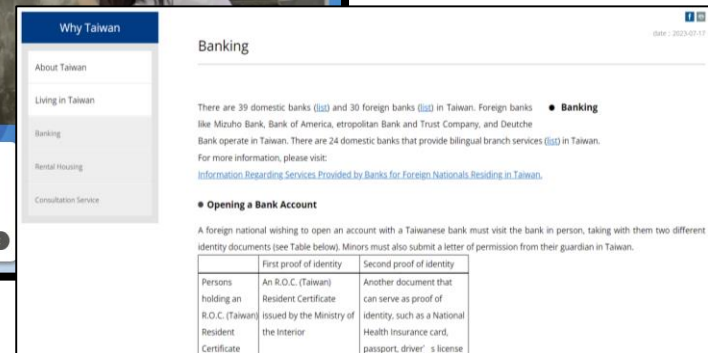 Why Taiwan
About Taiwan
Living in Taiwan
Banking
Rental Housing
Consultation Service
date：2023-07-17
Banking
There are 39 domestic banks (list) and 30 foreign banks (list) in Taiwan. Foreign banks
● Banking
like Mizuho Bank, Bank of America, etropolitan Bank and Trust Company, and Deutche
Bank operate in Taiwan. There are 24 domestic banks that provide bilingual branch services (list) in Taiwan.
For more information, please visit:
Information Regarding Services Provided by Banks for Foreign Nationals Residing in Taiwan.
● Opening a Bank Account
A foreign national wishing to open an account with a Taiwanese bank must visit the bank in person, taking with them two different
identity documents (see Table below). Minors must also submit a letter of permission from their guardian in Taiwan.
First proof of identity
Second proof of identity
Persons
holding an
R.O.C. (Taiwan)
Resident
Certificate
An R.O.C. (Taiwan)
Resident Certificate
issued by the Ministry of
the Interior
Another document that
can serve as proof of
identity, such as a National
Health Insurance card,
passport, driver’s license